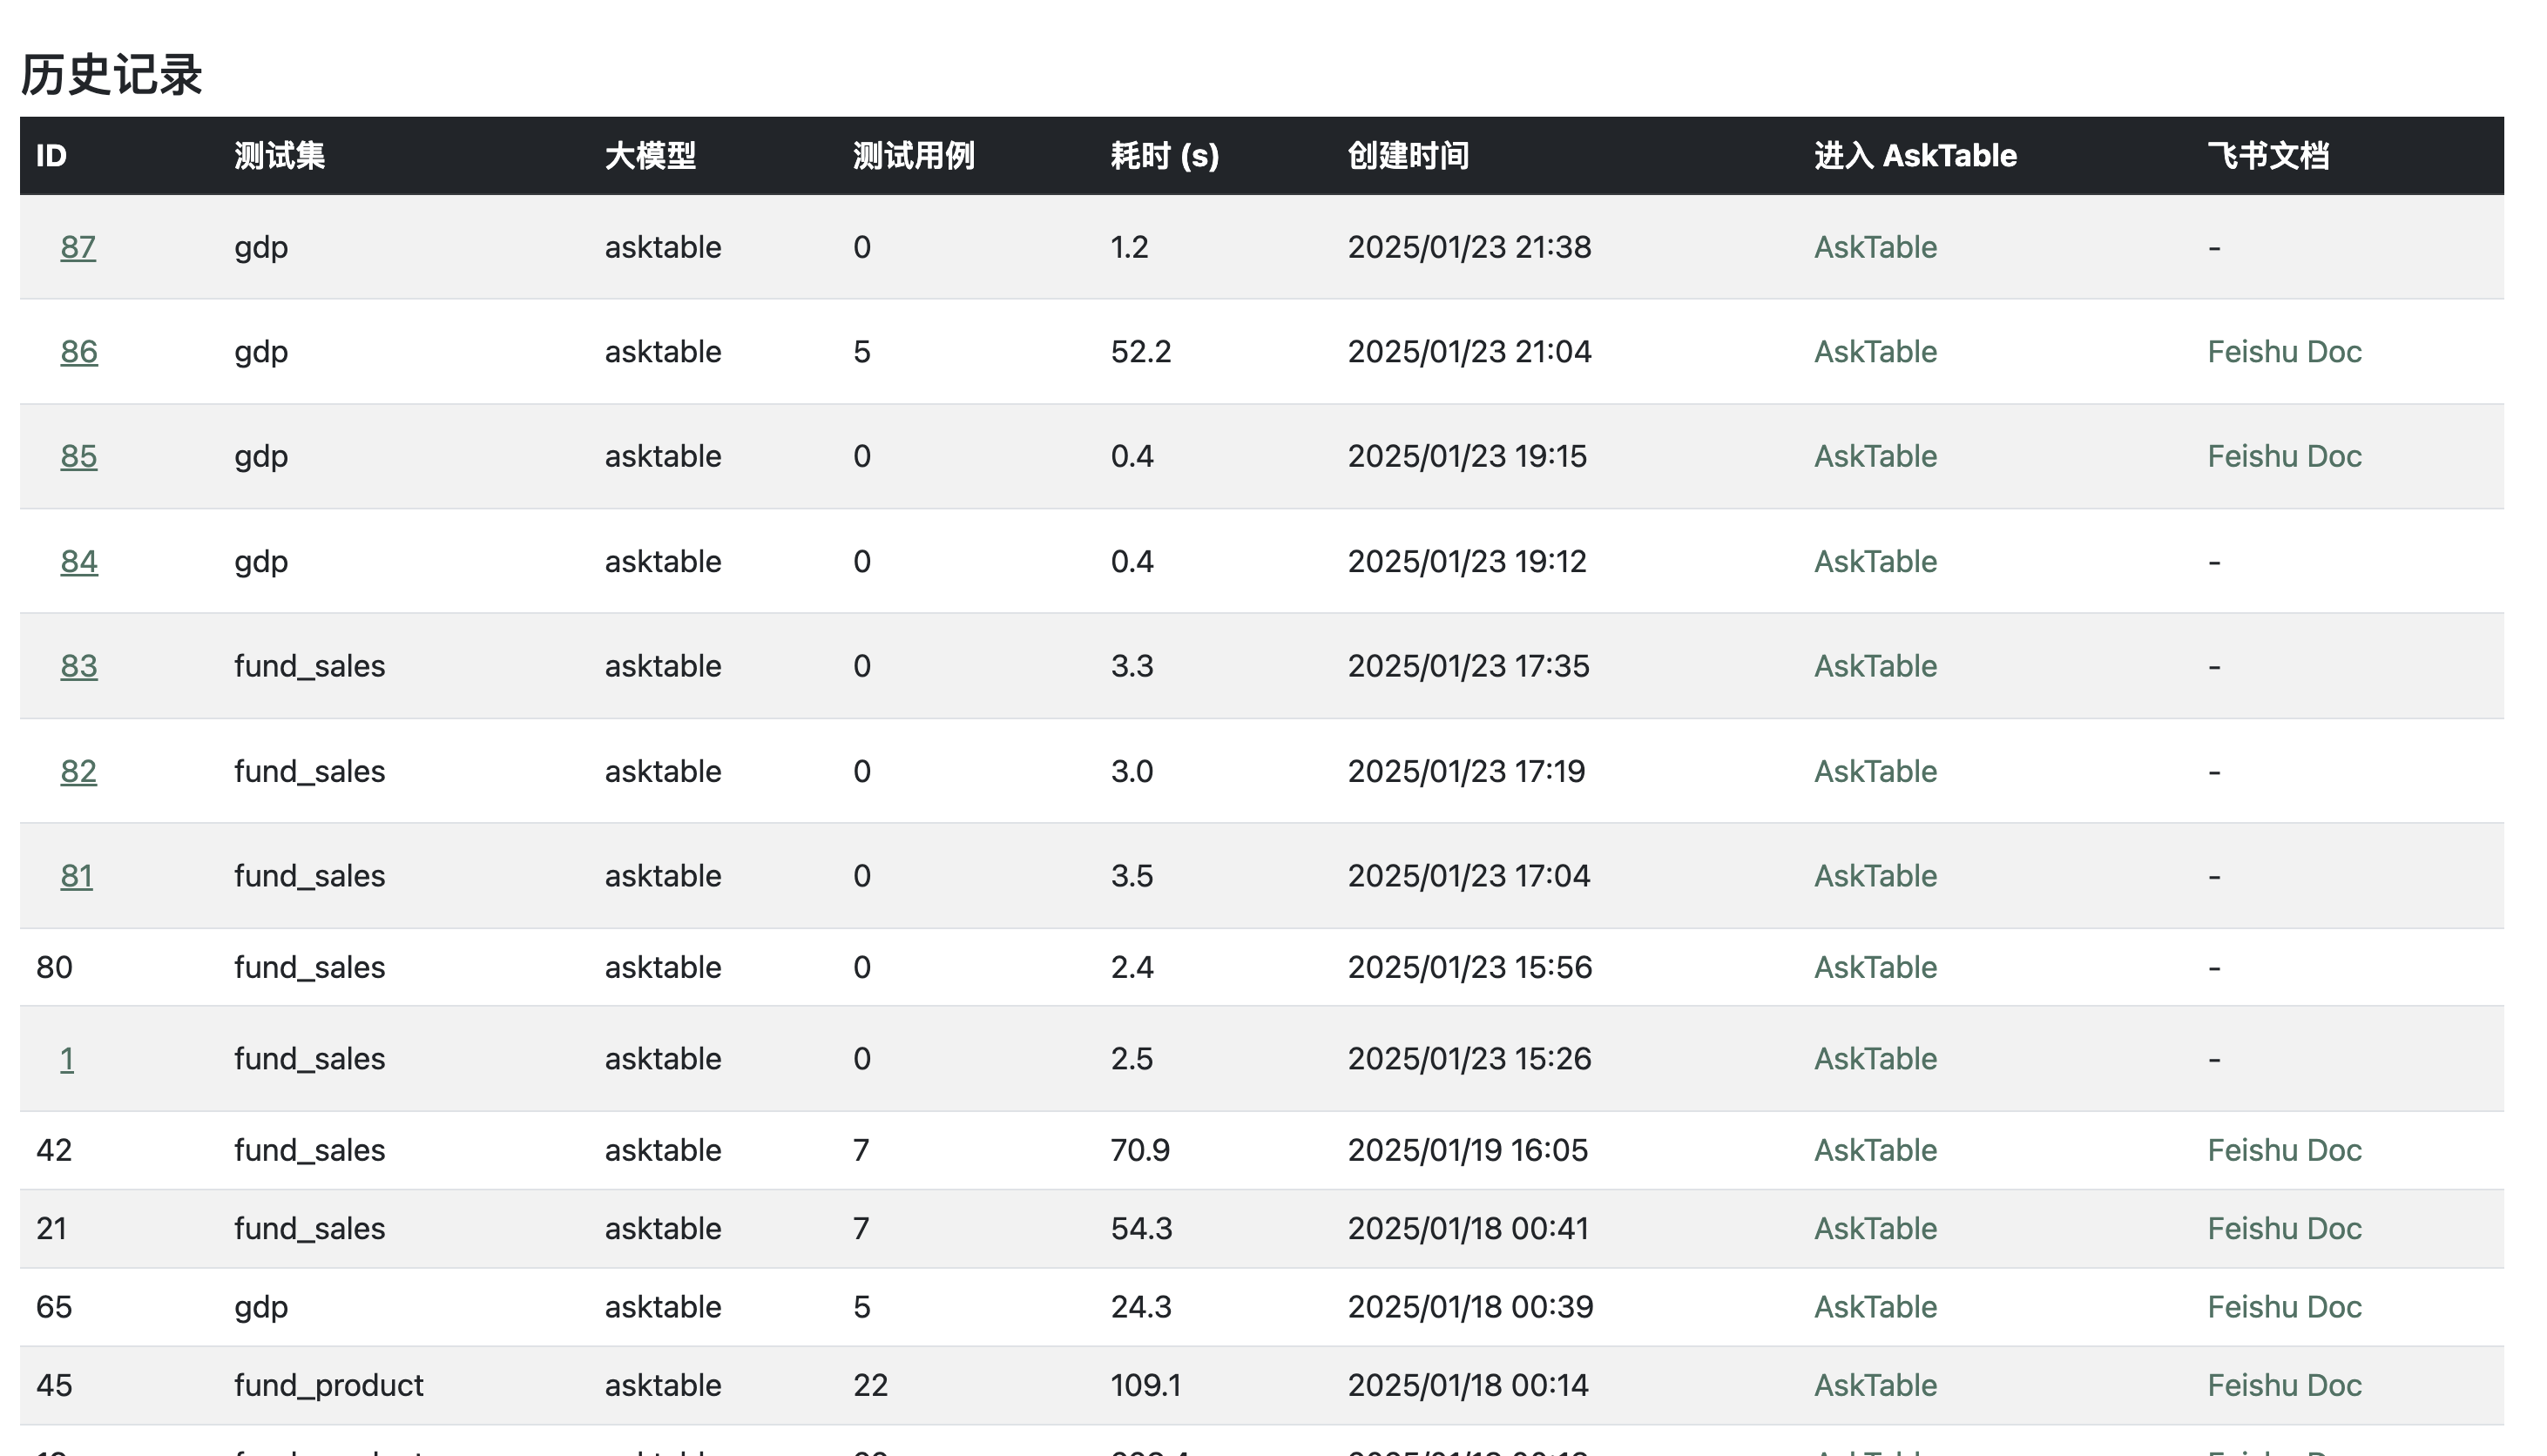 历史记录
ID 测试集 大模型 测试用例 耗时 (s) 创建时间 进入 AskTable 飞书文档
87 gdp asktable 0 1.2 2025/01/23 21:38 AskTable -
86 gdp asktable 5 52.2 2025/01/23 21:04 AskTable Feishu Doc
85 gdp asktable 0 0.4 2025/01/23 19:15 AskTable Feishu Doc
84 gdp asktable 0 0.4 2025/01/23 19:12 AskTable -
83 fund_sales asktable 0 3.3 2025/01/23 17:35 AskTable -
82 fund_sales asktable 0 3.0 2025/01/23 17:19 AskTable -
81 fund_sales asktable 0 3.5 2025/01/23 17:04 AskTable -
80 fund_sales asktable 0 2.4 2025/01/23 15:56 AskTable -
1 fund_sales asktable 0 2.5 2025/01/23 15:26 AskTable -
42 fund_sales asktable 7 70.9 2025/01/19 16:05 AskTable Feishu Doc
21 fund_sales asktable 7 54.3 2025/01/18 00:41 AskTable Feishu Doc
65 gdp asktable 5 24.3 2025/01/18 00:39 AskTable Feishu Doc
45 fund_product asktable 22 109.1 2025/01/18 00:14 AskTable Feishu Doc